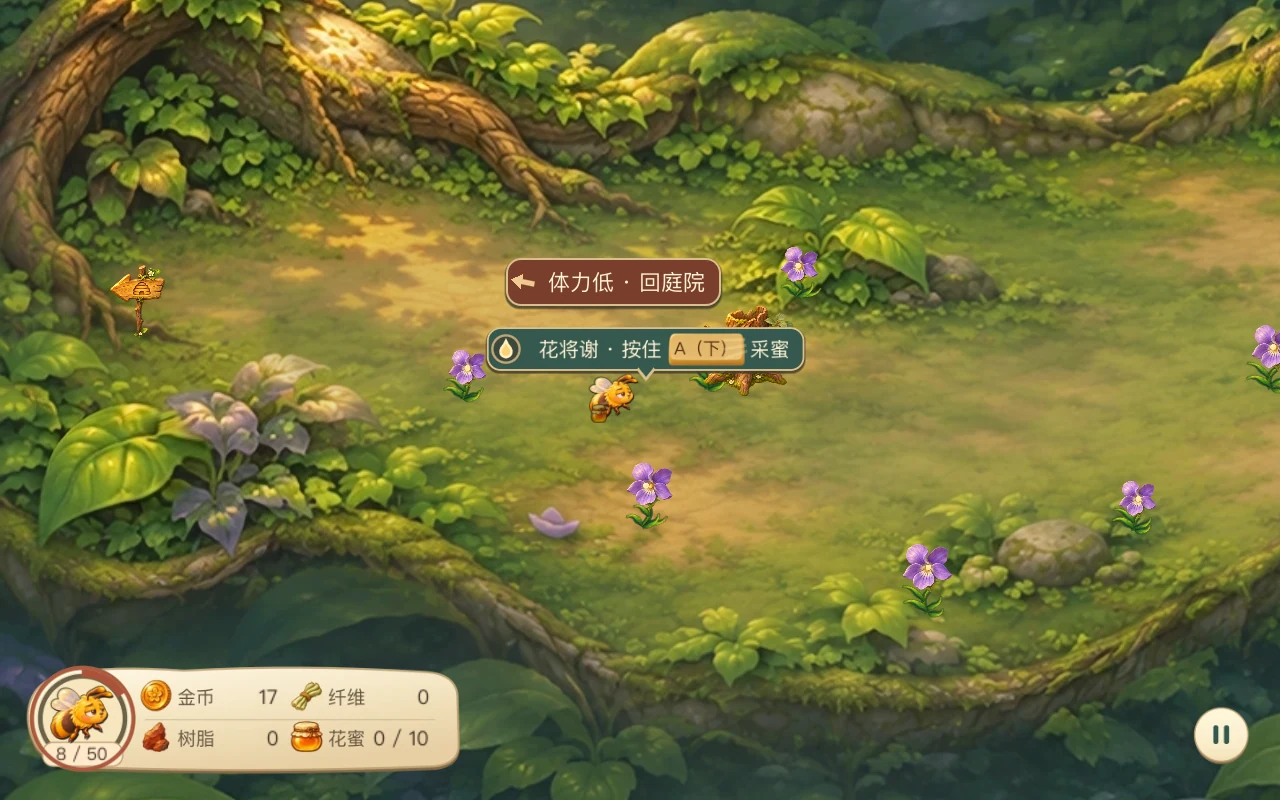 体力低 · 回庭院
花将谢 · 按住 A（下） 采蜜
金币 17 纤维 0
树脂 0 花蜜 0 / 10
8 / 50